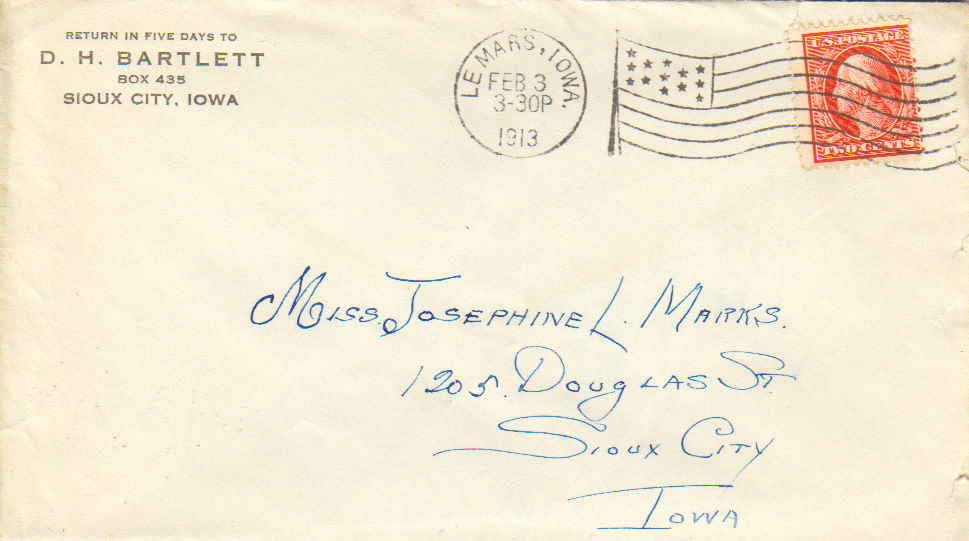 RETURN IN FIVE DAYS TO
D. H. BARTLETT
BOX 435
SIOUX CITY, IOWA
LE MARS, IOWA.
FEB 3
3-30P
1913
U.S. POSTAGE
TWO CENTS
Miss. Josephine L. Marks.
1205. Douglas St
Sioux City
Iowa